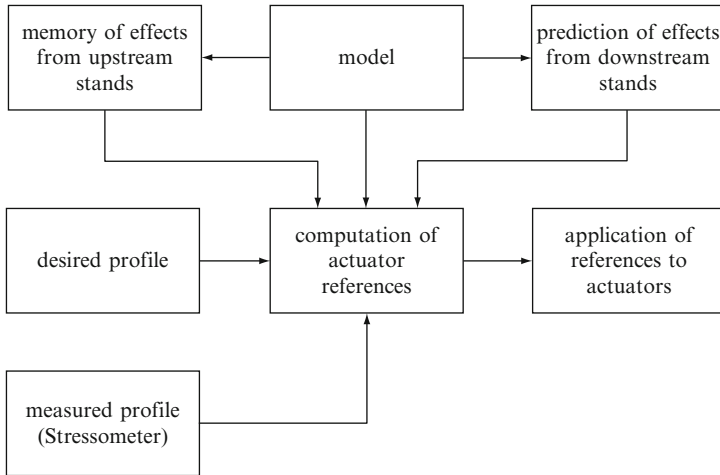 memory of effects
from upstream
stands
model
prediction of effects
from downstream
stands
desired profile
computation of
actuator
references
application of
references to
actuators
measured profile
(Stressometer)